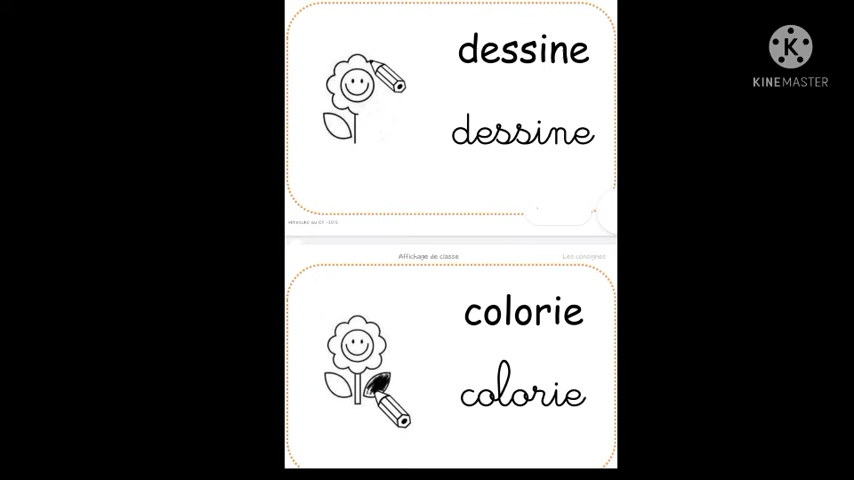 dessine
dessine
KINEMASTER
Affichage de classe
Les consignes
colorie
colorie